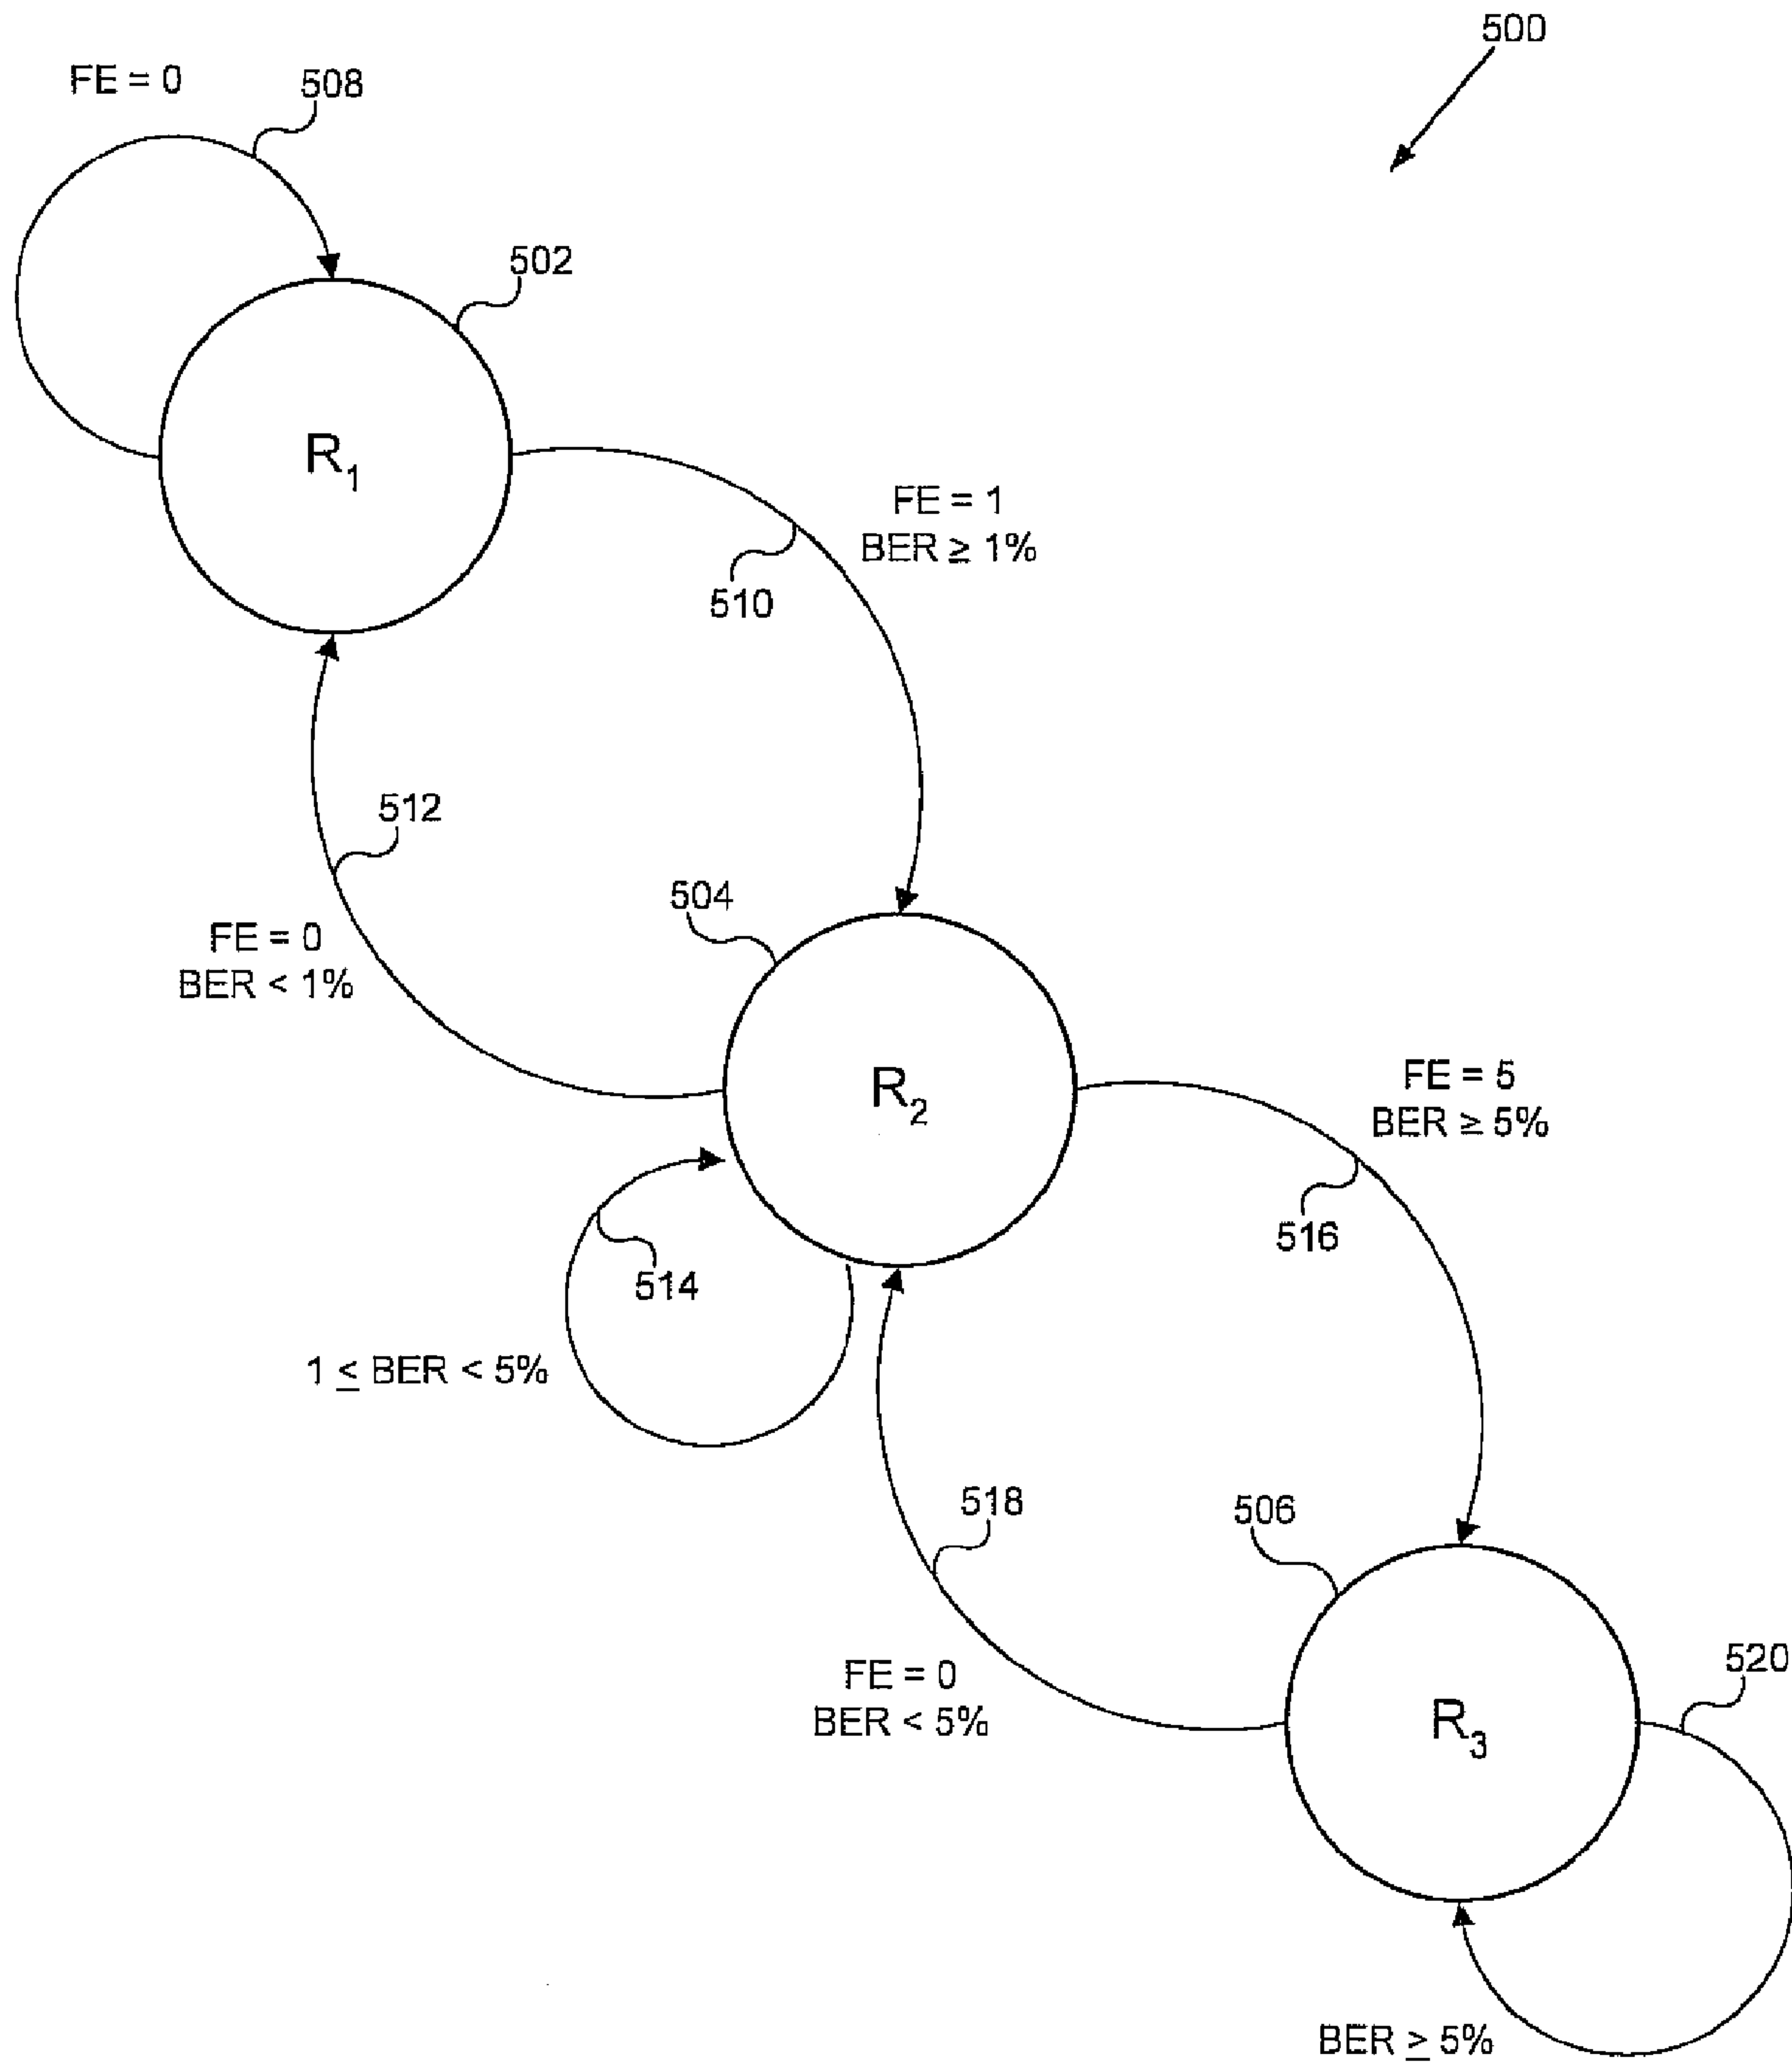 500
FE = 0
508
502
R1
FE = 1
BER ≥ 1%
510
512
504
FE = 0
BER < 1%
R2
FE = 5
BER ≥ 5%
516
514
1 ≤ BER < 5%
518
506
FE = 0
BER < 5%
520
R3
BER ≥ 5%